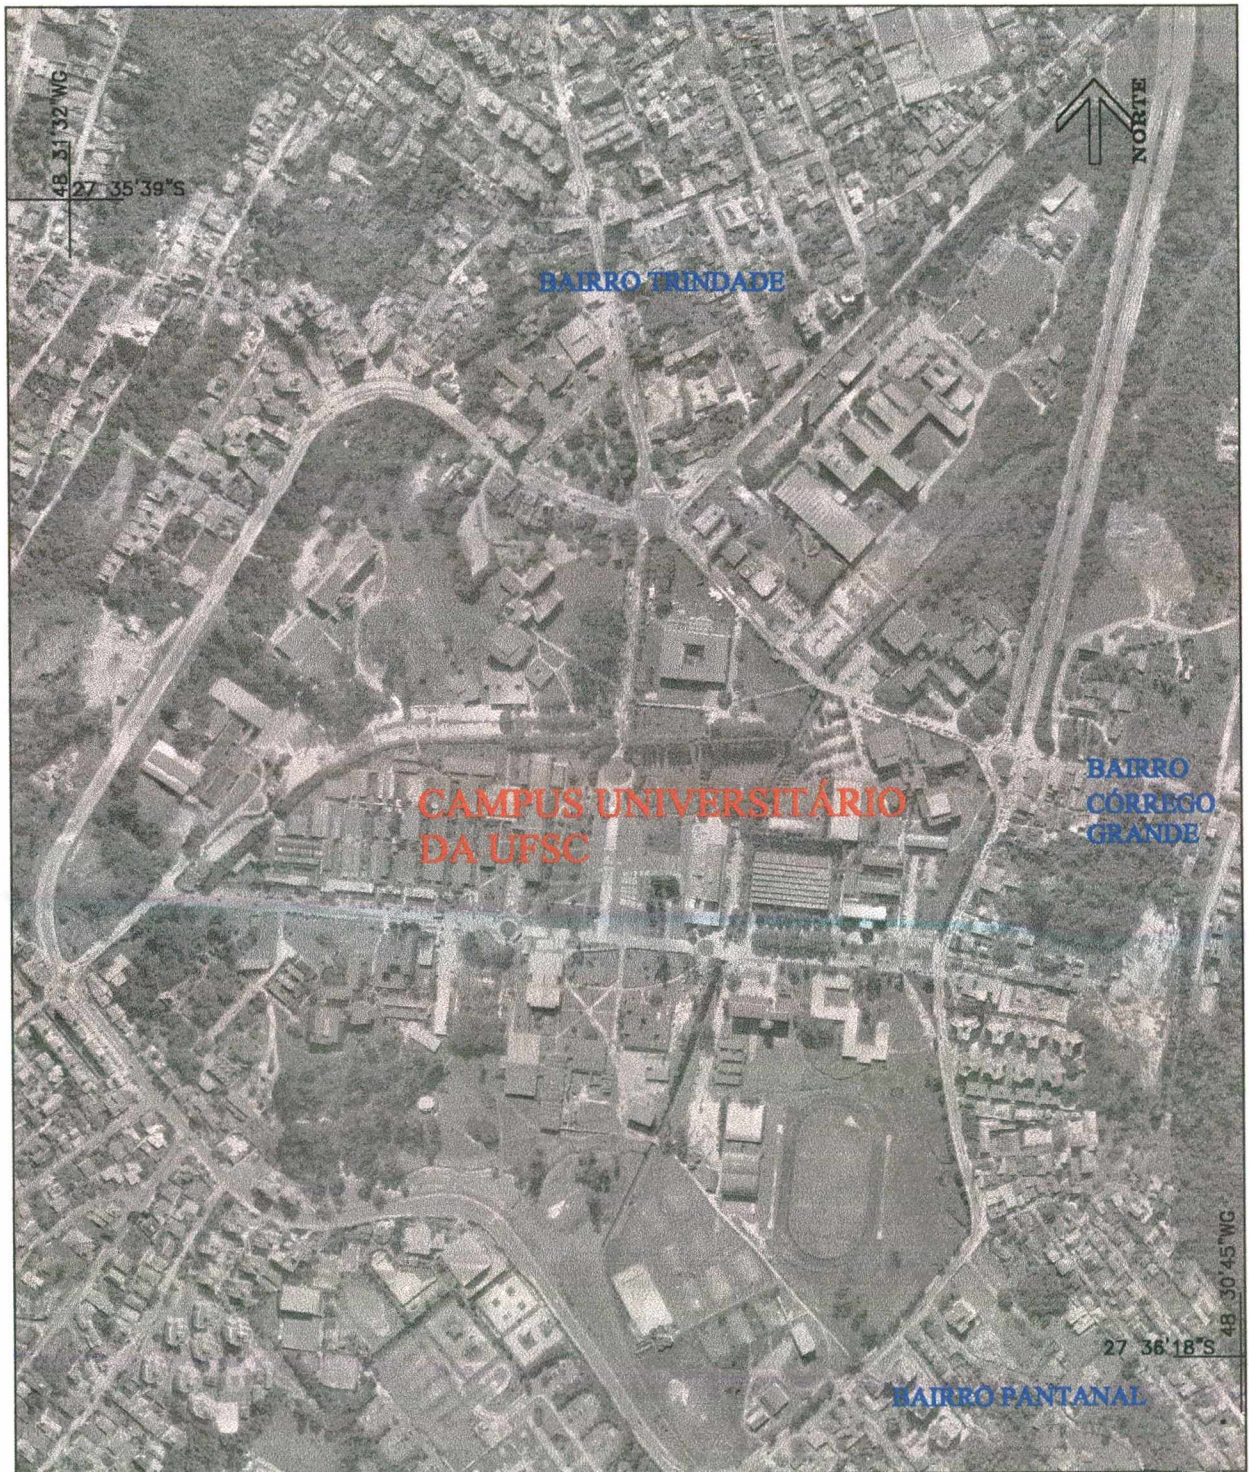 NORTE
48 31'32"WG
27 35'39"S
BAIRRO TRINDADE
CAMPUS UNIVERSITÁRIO
DA UFSC
BAIRRO
CÓRREGO
GRANDE
48 30'45"WG
27 36'18"S
BAIRRO PANTANAL